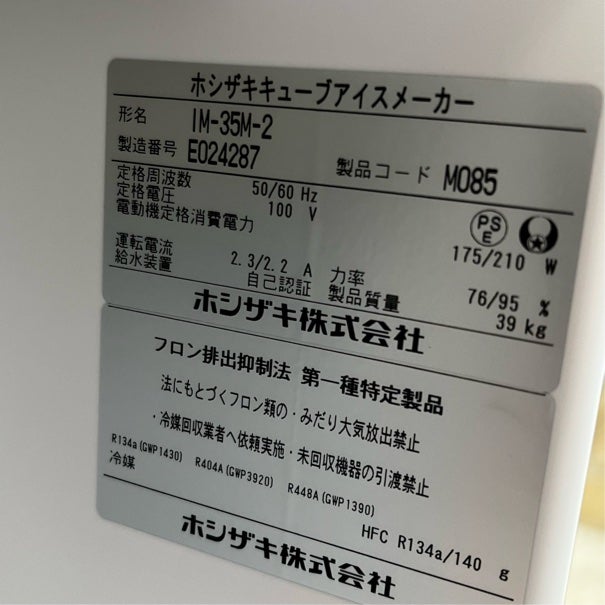 ホシザキキューブアイスメーカー
形名 IM-35M-2
製造番号 E024287 製品コード M085
定格周波数 50/60 Hz
定格電圧 100 V
電動機定格消費電力 175/210 W
PS
E
運転電流 2.3/2.2 A 力率 76/95 %
給水装置 自己認証 製品質量 39 kg
ホシザキ株式会社
フロン排出抑制法 第一種特定製品
法にもとづくフロン類の・みだり大気放出禁止
・冷媒回収業者へ依頼実施・未回収機器の引渡禁止
R134a(GWP1430) R404A(GWP3920) R448A(GWP1390)
冷媒 HFC R134a/140 g
ホシザキ株式会社